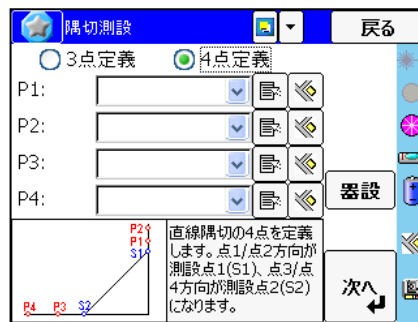 隅切測設
戻る
3点定義
4点定義
P1:
P2:
P3:
P4:
器設
P2
P1
S1
P4 P3 S2
直線隅切の4点を定義
します。点1/点2方向が
測設点1(S1)、点3/点
4方向が測設点2(S2)
になります。
次へ